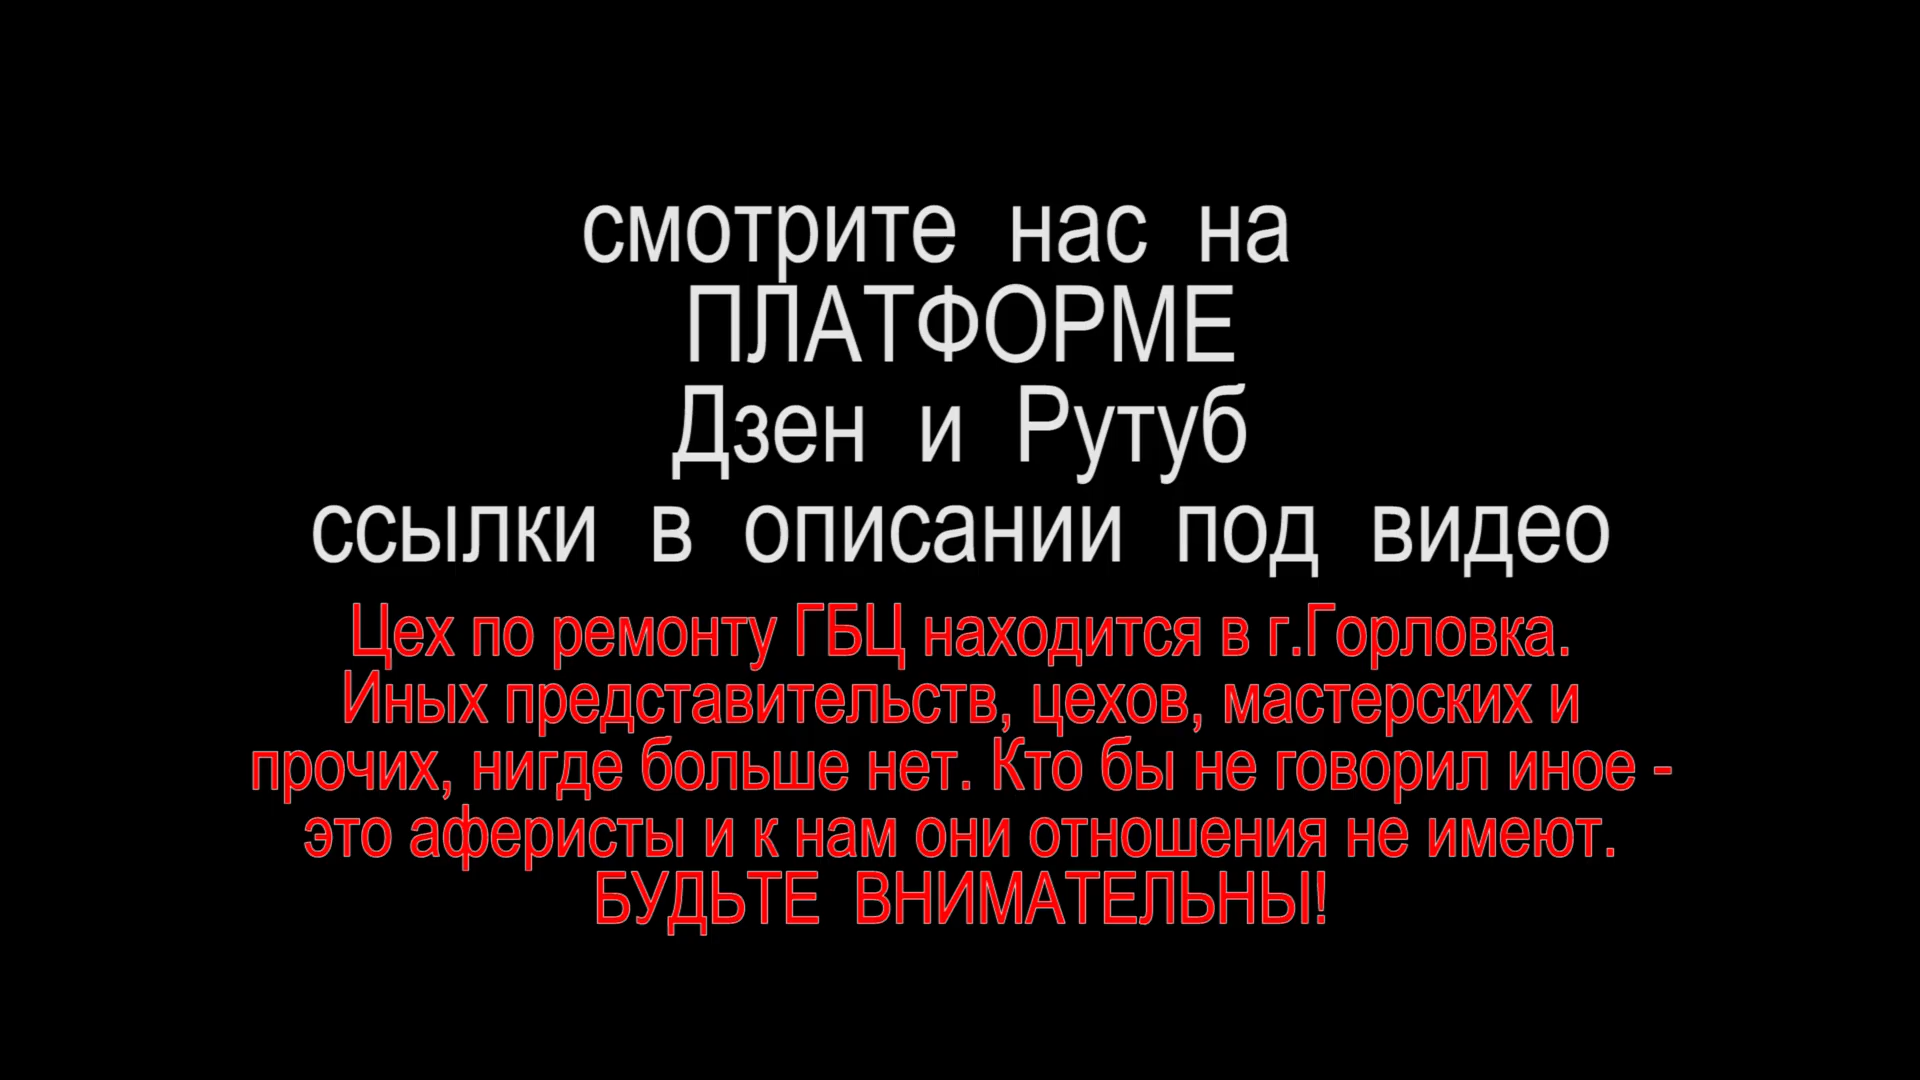 смотрите нас на
ПЛАТФОРМЕ
Дзен и Рутуб
ссылки в описании под видео
Цех по ремонту ГБЦ находится в г.Горловка.
Иных представительств, цехов, мастерских и
прочих, нигде больше нет. Кто бы не говорил иное -
это аферисты и к нам они отношения не имеют.
БУДЬТЕ ВНИМАТЕЛЬНЫ!